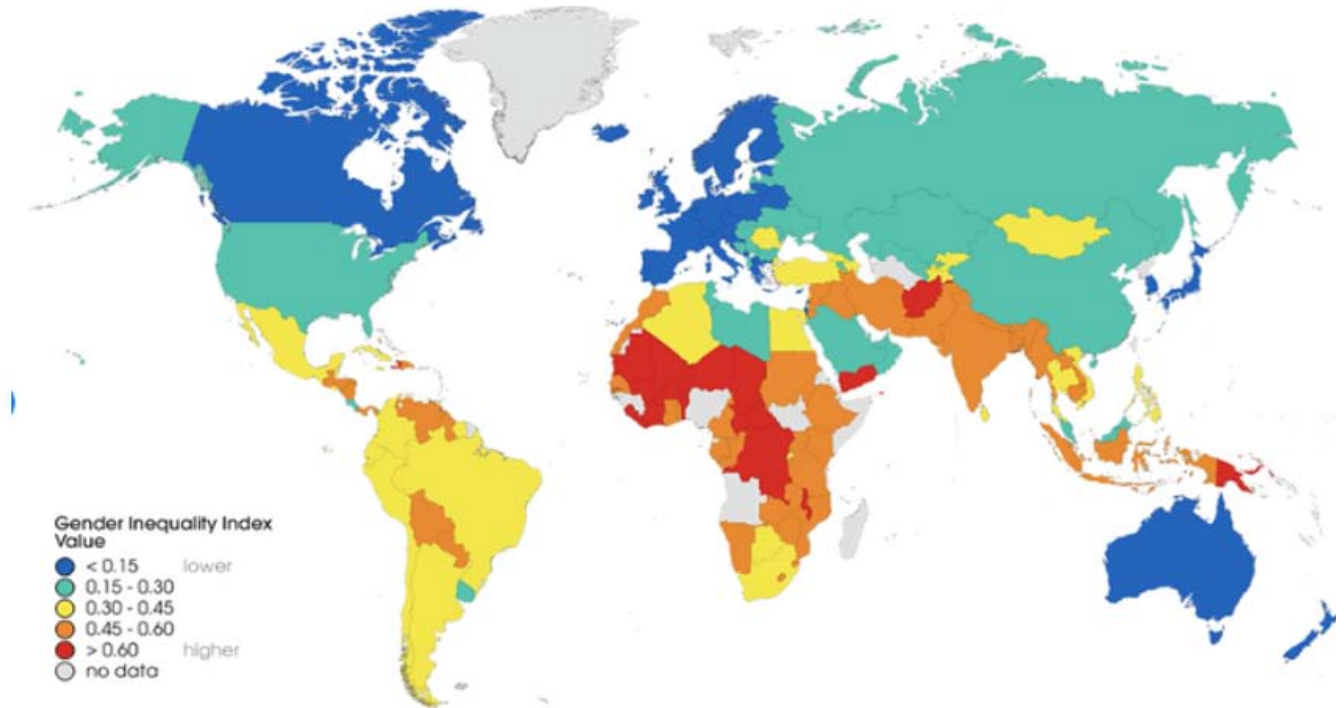 Gender Inequality Index
Value
< 0.15 lower
0.15 - 0.30
0.30 - 0.45
0.45 - 0.60
> 0.60 higher
no data